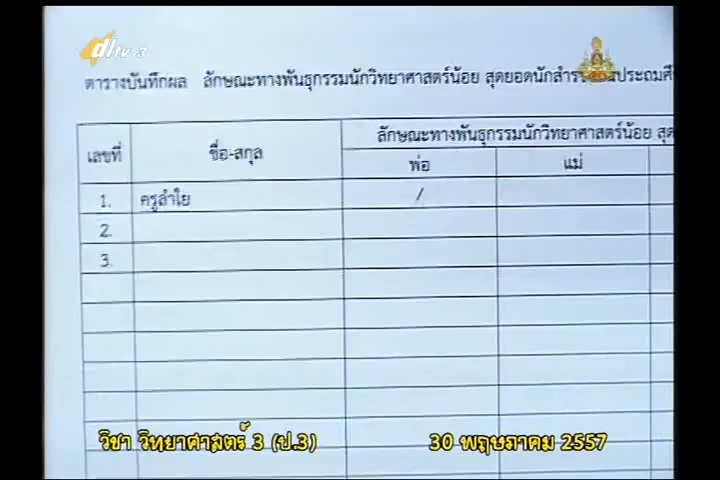 dltv 3
ตารางบันทึกผล ลักษณะทางพันธุกรรมนักวิทยาศาสตร์น้อย สุดยอดนักสำรวจ
เลขที่ ชื่อ-สกุล ลักษณะทางพันธุกรรมนักวิทยาศาสตร์น้อย สุด
พ่อ แม่
1. ครูลำใย /
2.
3.
วิชา วิทยาศาสตร์ 3 (ป.3) 30 พฤษภาคม 2557